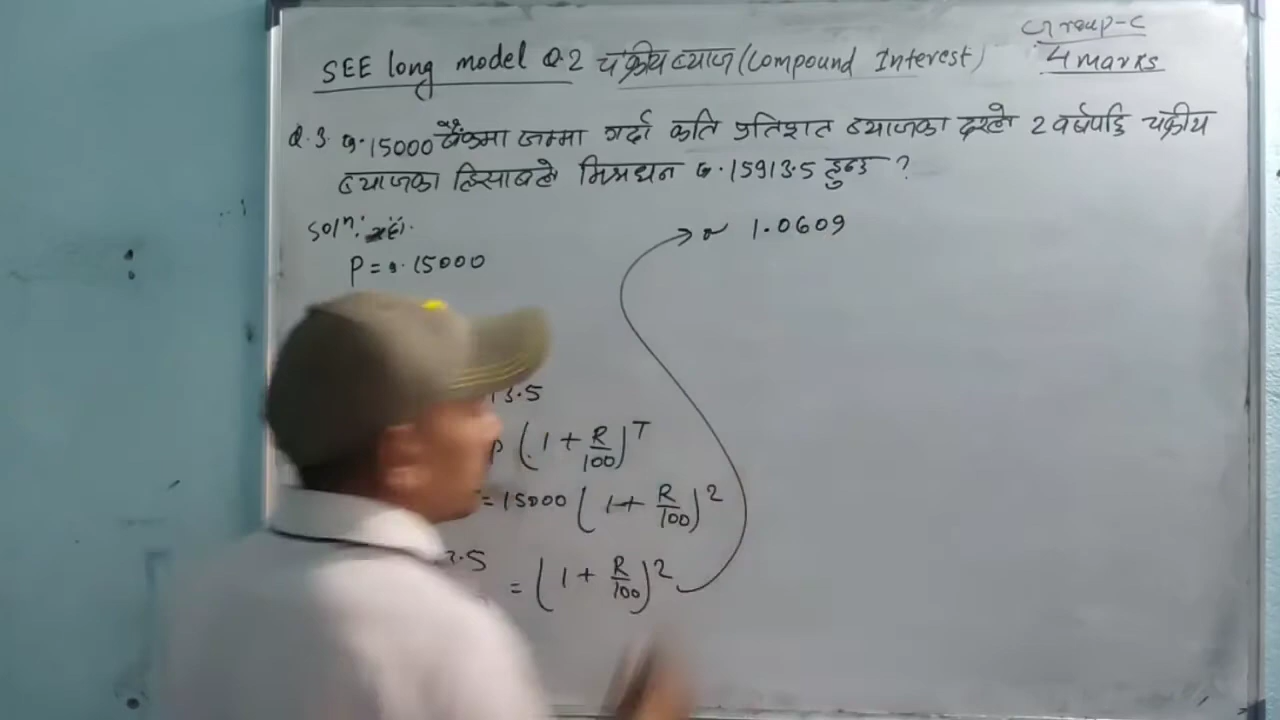 Group-C
4 marks
SEE long model Q.2 चक्रीय ब्याज (Compound Interest)
Q.3. रु.15000 बैंकमा जम्मा गर्दा कति प्रतिशत ब्याजका दरले 2 वर्षपछि चक्रीय
ब्याजका हिसाबले मिश्रधन रु.15913.5 हुन्छ ?
Soln:
P = रु.15000
13.5
P (1 + R/100)^T
= 15000 (1 + R/100)^2
3.5 = (1 + R/100)^2
1.0609